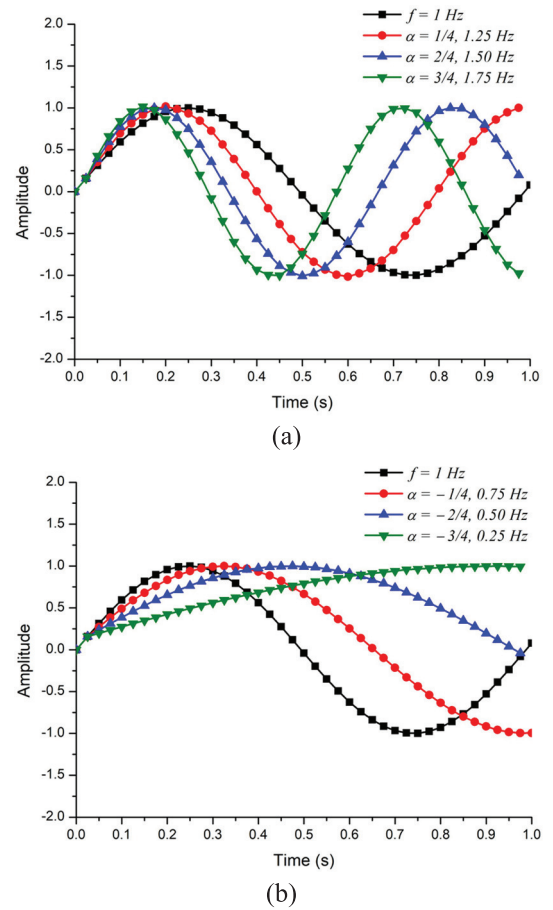 f = 1 Hz
α = 1/4, 1.25 Hz
α = 2/4, 1.50 Hz
α = 3/4, 1.75 Hz
2.0
1.5
1.0
0.5
0.0
-0.5
-1.0
-1.5
-2.0
Amplitude
0.0 0.1 0.2 0.3 0.4 0.5 0.6 0.7 0.8 0.9 1.0
Time (s)
(a)
f = 1 Hz
α = − 1/4, 0.75 Hz
α = − 2/4, 0.50 Hz
α = − 3/4, 0.25 Hz
2.0
1.5
1.0
0.5
0.0
-0.5
-1.0
-1.5
-2.0
Amplitude
0.0 0.1 0.2 0.3 0.4 0.5 0.6 0.7 0.8 0.9 1.0
Time (s)
(b)